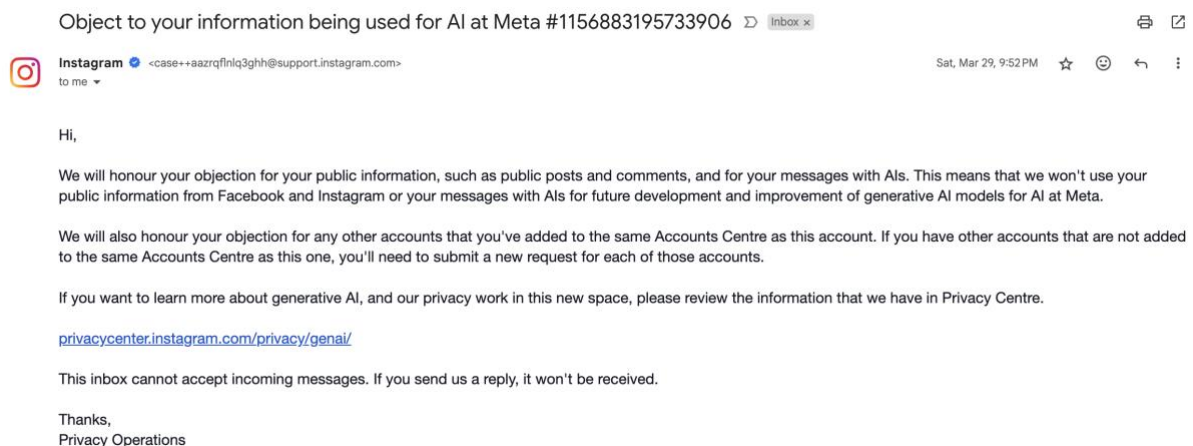 Object to your information being used for AI at Meta #1156883195733906 Inbox ×
Instagram <case++aazrqflnlq3ghh@support.instagram.com> Sat, Mar 29, 9:52 PM
to me
Hi,
We will honour your objection for your public information, such as public posts and comments, and for your messages with AIs. This means that we won't use your
public information from Facebook and Instagram or your messages with AIs for future development and improvement of generative AI models for AI at Meta.
We will also honour your objection for any other accounts that you've added to the same Accounts Centre as this account. If you have other accounts that are not added
to the same Accounts Centre as this one, you'll need to submit a new request for each of those accounts.
If you want to learn more about generative AI, and our privacy work in this new space, please review the information that we have in Privacy Centre.
privacycenter.instagram.com/privacy/genai/
This inbox cannot accept incoming messages. If you send us a reply, it won't be received.
Thanks,
Privacy Operations